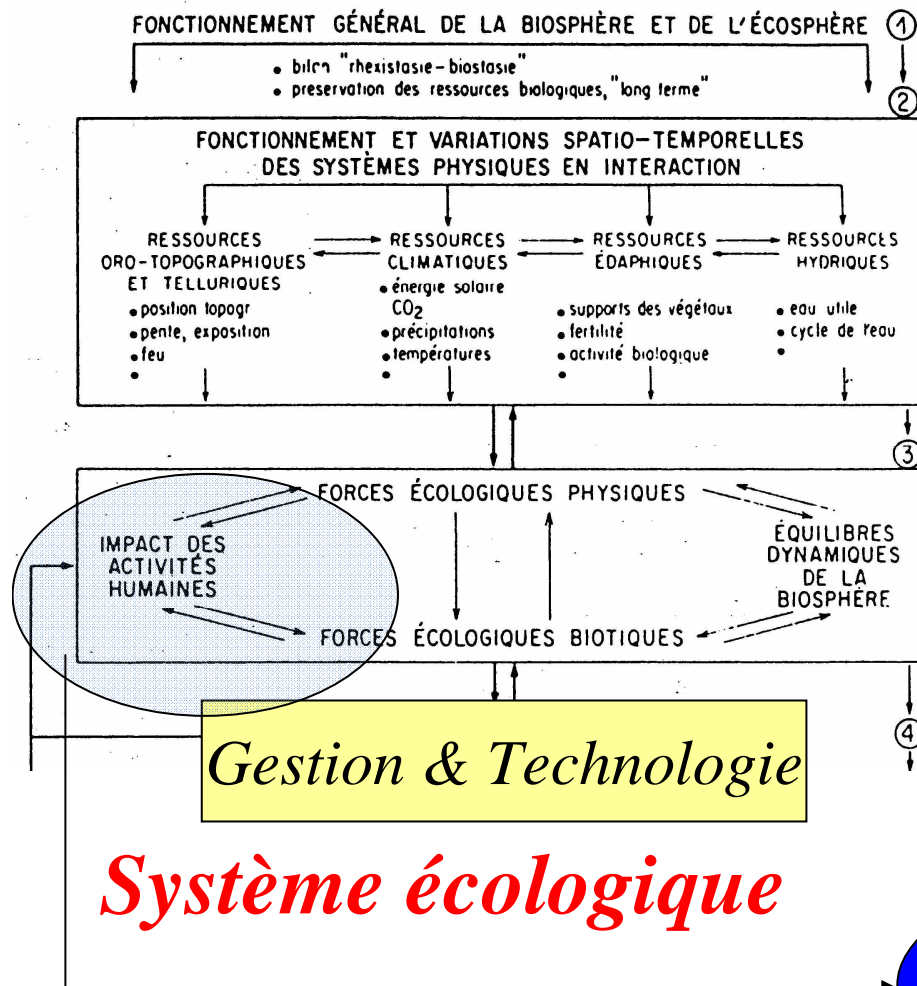 FONCTIONNEMENT GÉNÉRAL DE LA BIOSPHÈRE ET DE L'ÉCOSPHÈRE ①
• bilan "rhexistasie-biostasie"
• preservation des ressources biologiques, "long terme"
②
FONCTIONNEMENT ET VARIATIONS SPATIO-TEMPORELLES
DES SYSTÈMES PHYSIQUES EN INTERACTION
RESSOURCES
ORO-TOPOGRAPHIQUES
ET TELLURIQUES
• position topogr
• pente, exposition
• feu
•
RESSOURCES
CLIMATIQUES
• énergie solaire
CO2
• précipitations
• températures
•
RESSOURCES
ÉDAPHIQUES
• supports des végétaux
• fertilité
• activité biologique
•
RESSOURCES
HYDRIQUES
• eau utile
• cycle de l'eau
•
③
FORCES ÉCOLOGIQUES PHYSIQUES
IMPACT DES
ACTIVITÉS
HUMAINES
ÉQUILIBRES
DYNAMIQUES
DE LA
BIOSPHÈRE
FORCES ÉCOLOGIQUES BIOTIQUES
④
Gestion & Technologie
Système écologique